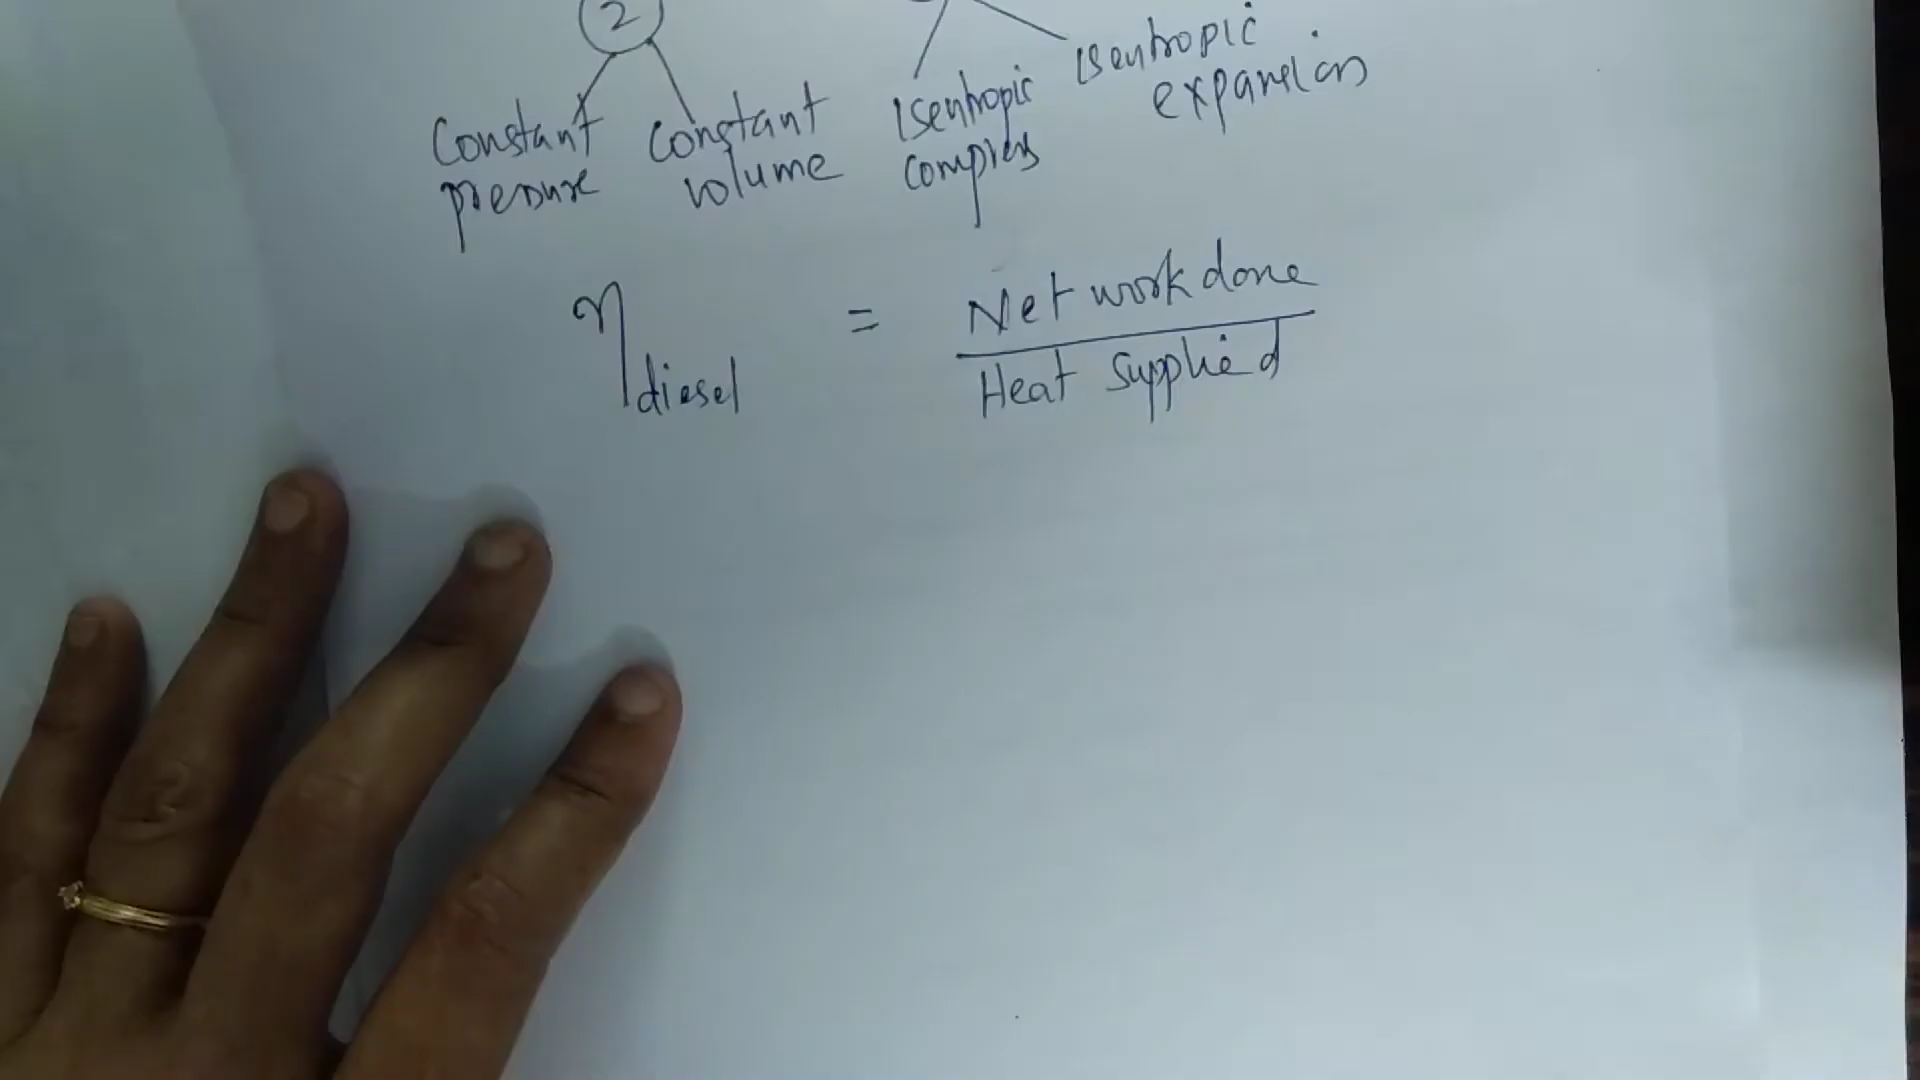 2
Constant constant Isentropic Isentropic
pressure volume compress expansion
η diesel = Net work done
Heat supplied